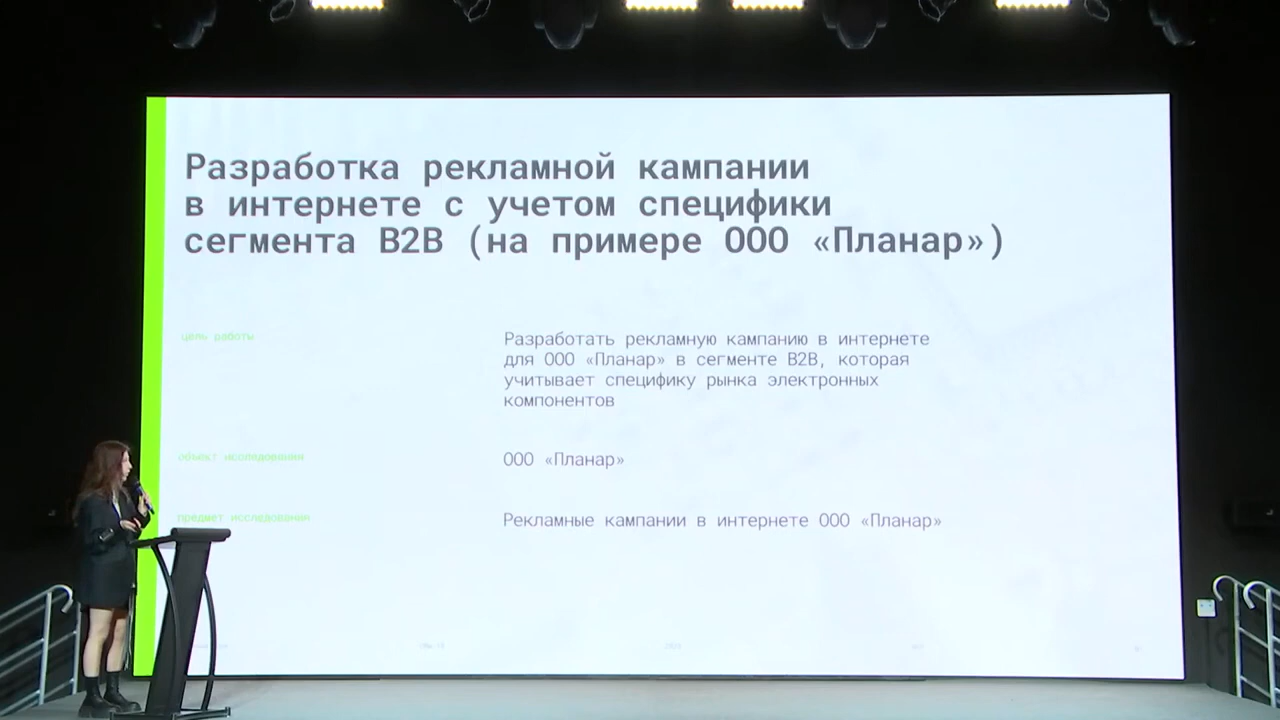 Разработка рекламной кампании
в интернете с учетом специфики
сегмента B2B (на примере ООО «Планар»)
цель работы
Разработать рекламную кампанию в интернете
для ООО «Планар» в сегменте B2B, которая
учитывает специфику рынка электронных
компонентов
объект исследования
ООО «Планар»
предмет исследования
Рекламные кампании в интернете ООО «Планар»